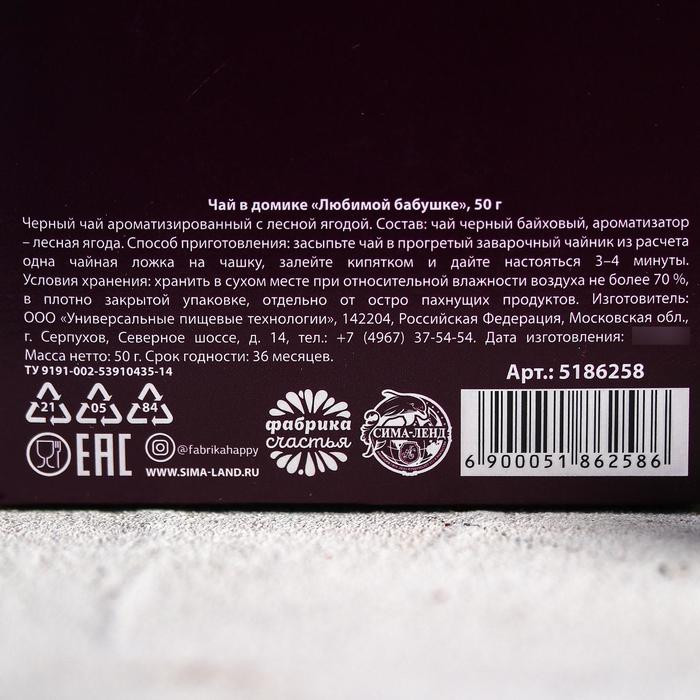 Чай в домике «Любимой бабушке», 50 г
Черный чай ароматизированный с лесной ягодой. Состав: чай черный байховый, ароматизатор
– лесная ягода. Способ приготовления: засыпьте чай в прогретый заварочный чайник из расчета
одна чайная ложка на чашку, залейте кипятком и дайте настояться 3–4 минуты.
Условия хранения: хранить в сухом месте при относительной влажности воздуха не более 70 %,
в плотно закрытой упаковке, отдельно от остро пахнущих продуктов. Изготовитель:
ООО «Универсальные пищевые технологии», 142204, Российская Федерация, Московская обл.,
г. Серпухов, Северное шоссе, д. 14, тел.: +7 (4967) 37-54-54. Дата изготовления:
Масса нетто: 50 г. Срок годности: 36 месяцев.
ТУ 9191-002-53910435-14
Арт.: 5186258
21 05 84
фабрика
счастья
СИМА-ЛЕНД
EAC
@fabrikahappy
WWW.SIMA-LAND.RU
6 900051 862586